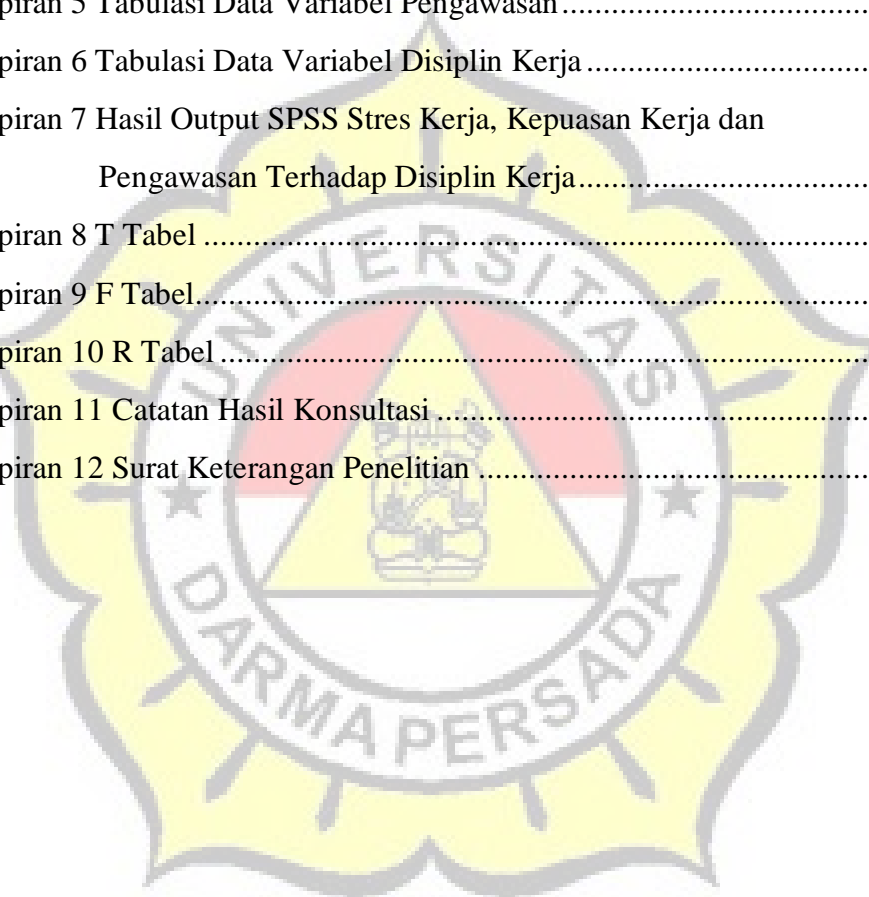 piran 5 Tabulasi Data Variabel Pengawasan....................................
piran 6 Tabulasi Data Variabel Disiplin Kerja..................................
piran 7 Hasil Output SPSS Stres Kerja, Kepuasan Kerja dan
Pengawasan Terhadap Disiplin Kerja...................................
piran 8 T Tabel................................................................................
piran 9 F Tabel.................................................................................
piran 10 R Tabel..............................................................................
piran 11 Catatan Hasil Konsultasi....................................................
piran 12 Surat Keterangan Penelitian...............................................
UNIVERSITAS
DARMA PERSADA